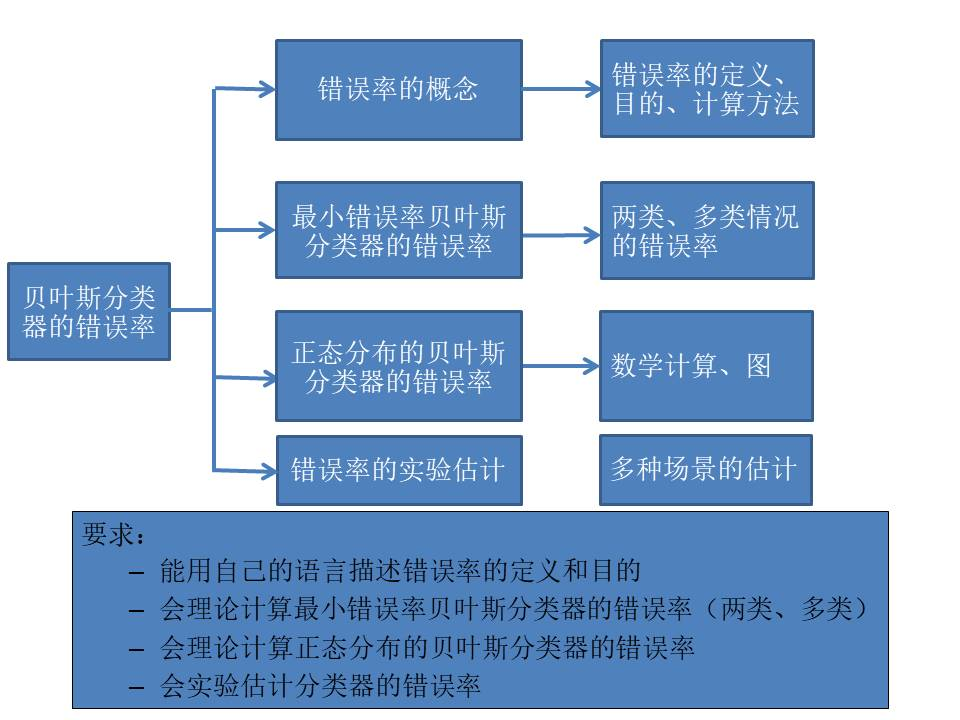 错误率的概念
错误率的定义、
目的、计算方法
最小错误率贝叶斯
分类器的错误率
两类、多类情况
的错误率
贝叶斯分类
器的错误率
正态分布的贝叶斯
分类器的错误率
数学计算、图
错误率的实验估计
多种场景的估计
要求：
– 能用自己的语言描述错误率的定义和目的
– 会理论计算最小错误率贝叶斯分类器的错误率（两类、多类）
– 会理论计算正态分布的贝叶斯分类器的错误率
– 会实验估计分类器的错误率